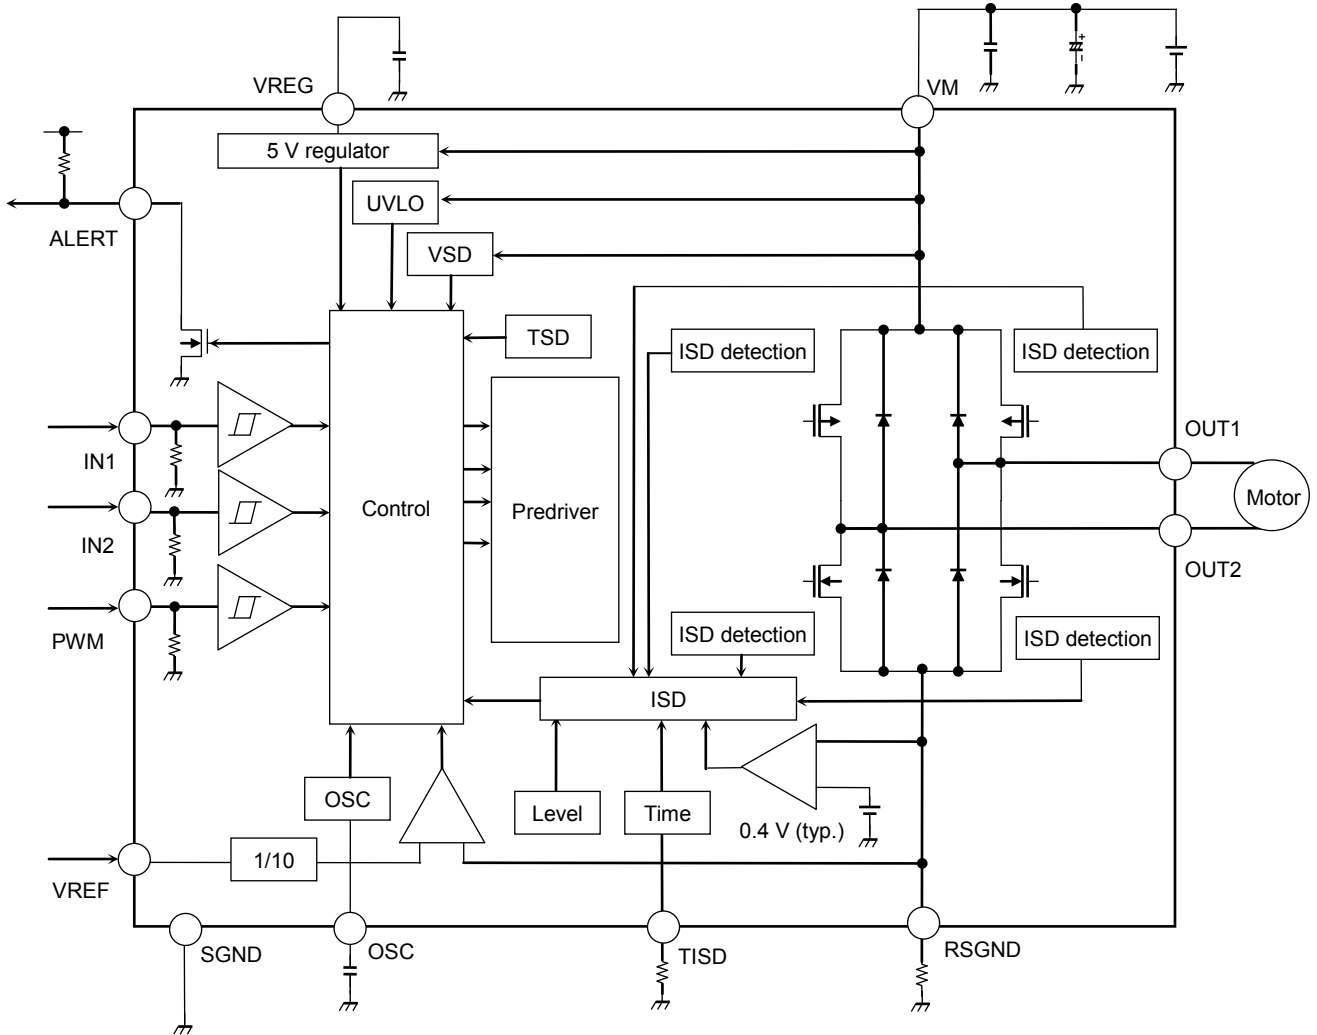 VREG
VM
5 V regulator
UVLO
ALERT
VSD
TSD
ISD detection
ISD detection
OUT1
IN1
Control
Predriver
Motor
IN2
OUT2
PWM
ISD detection
ISD detection
ISD
OSC
Level
Time
0.4 V (typ.)
1/10
VREF
SGND
OSC
TISD
RSGND
+
-